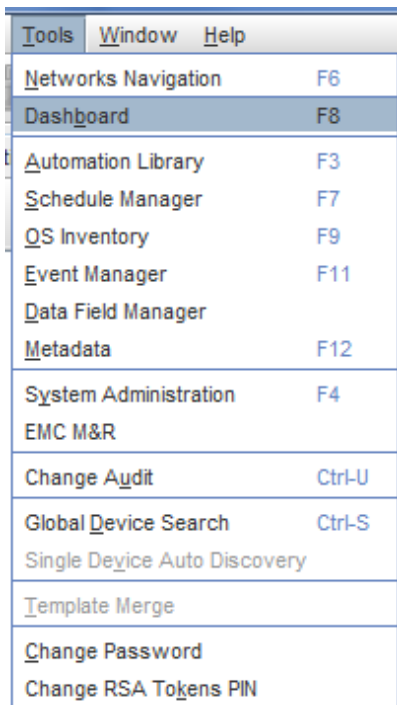 Tools Window Help
Networks Navigation F6
Dashboard F8
Automation Library F3
Schedule Manager F7
OS Inventory F9
Event Manager F11
Data Field Manager
Metadata F12
System Administration F4
EMC M&R
Change Audit Ctrl-U
Global Device Search Ctrl-S
Single Device Auto Discovery
Template Merge
Change Password
Change RSA Tokens PIN